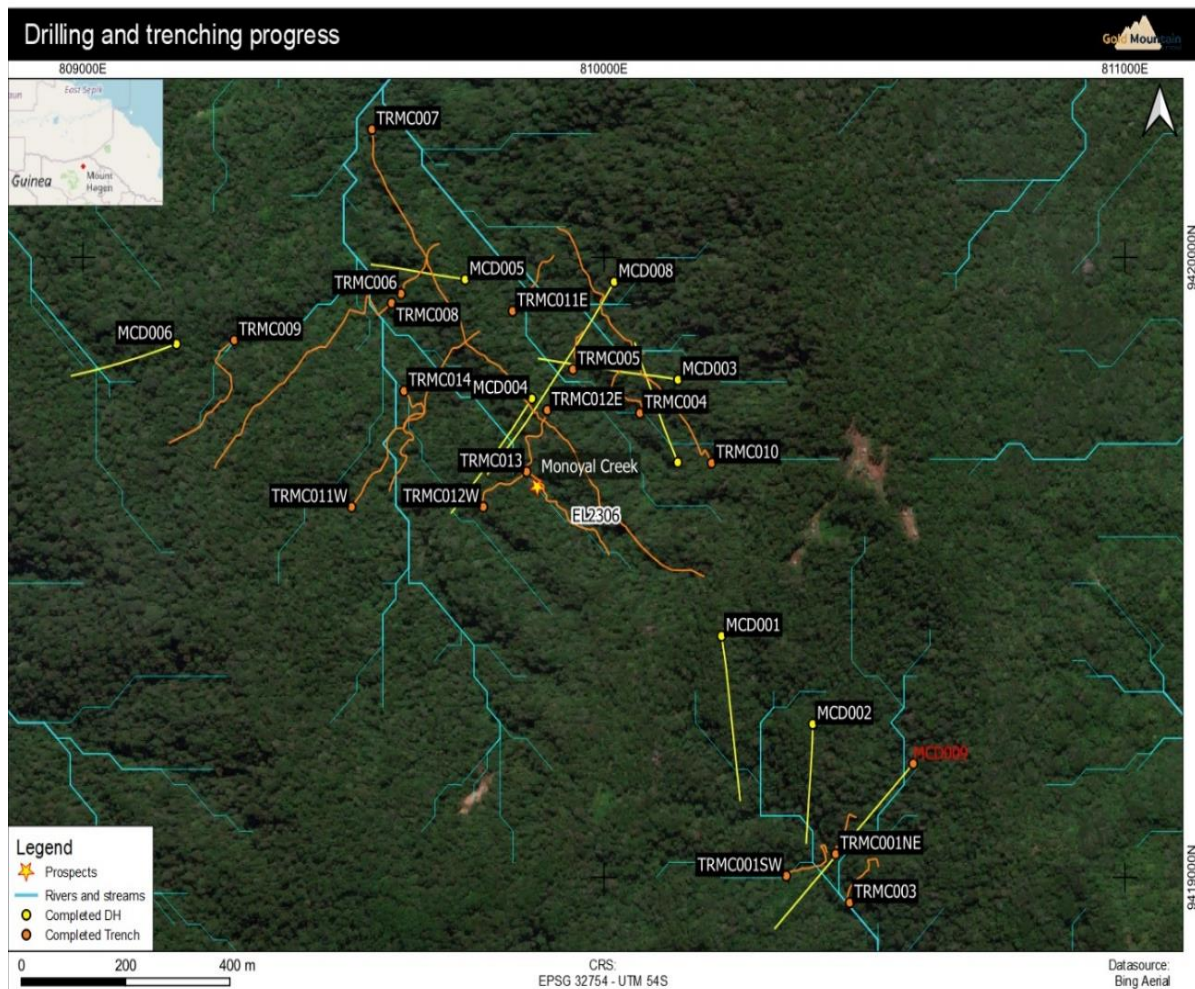 Drilling and trenching progress
Gold Mountain
809000E
810000E
811000E
East Sepik
Guinea
Mount
Hagen
TRMC007
9420000N
MCD005
MCD008
TRMC006
TRMC011E
TRMC008
MCD006
TRMC009
TRMC005
MCD003
TRMC014
MCD004
TRMC012E
TRMC004
TRMC013
Monoyal Creek
TRMC010
TRMC011W
TRMC012W
EL2306
MCD001
MCD002
MCD009
TRMC001NE
TRMC001SW
TRMC003
9419000N
Legend
Prospects
Rivers and streams
Completed DH
Completed Trench
0 200 400 m
CRS:
EPSG 32754 - UTM 54S
Datasource:
Bing Aerial